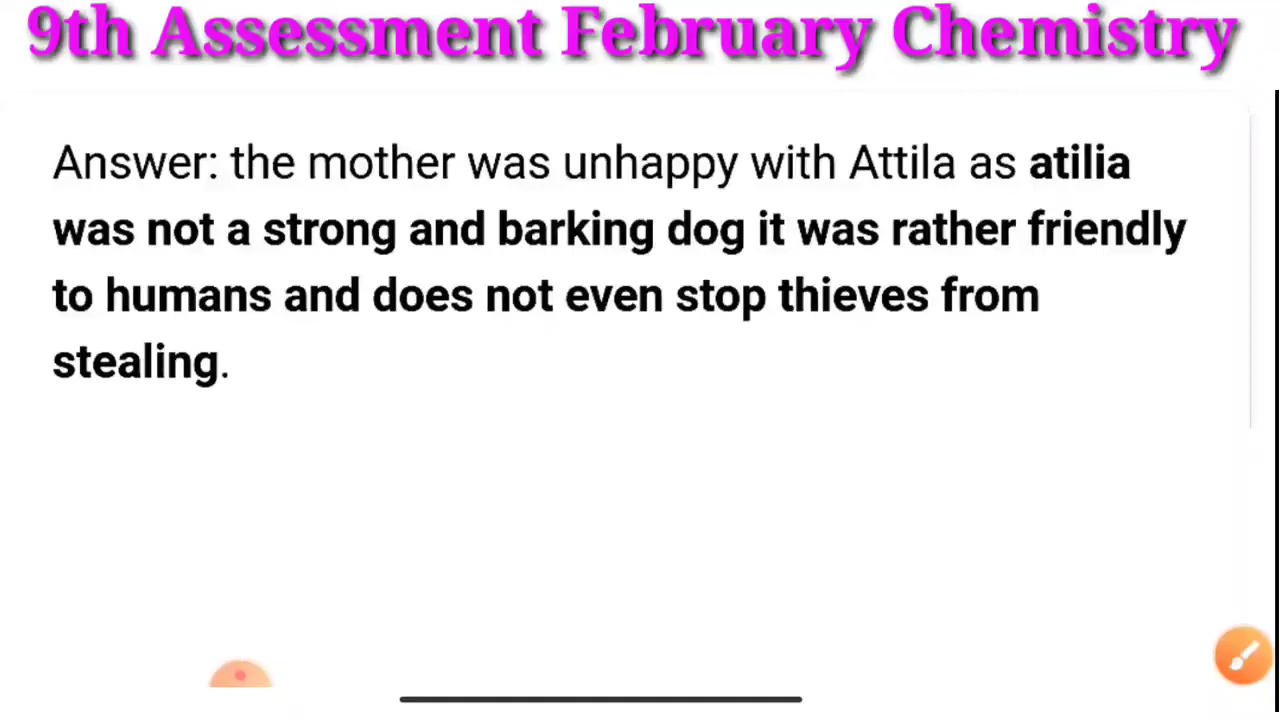 9th Assessment February Chemistry
Answer: the mother was unhappy with Attila as atilia
was not a strong and barking dog it was rather friendly
to humans and does not even stop thieves from
stealing.